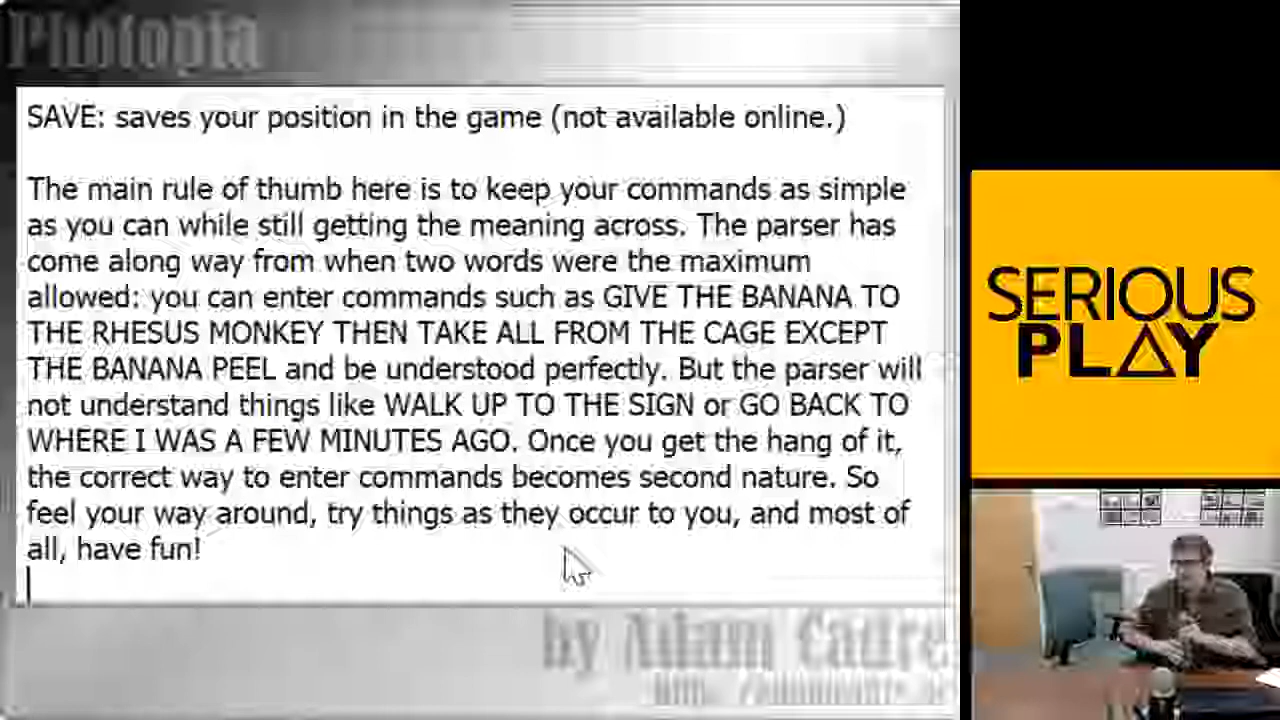 Photopia
SAVE: saves your position in the game (not available online.)
The main rule of thumb here is to keep your commands as simple
as you can while still getting the meaning across. The parser has
come along way from when two words were the maximum
allowed: you can enter commands such as GIVE THE BANANA TO
THE RHESUS MONKEY THEN TAKE ALL FROM THE CAGE EXCEPT
THE BANANA PEEL and be understood perfectly. But the parser will
not understand things like WALK UP TO THE SIGN or GO BACK TO
WHERE I WAS A FEW MINUTES AGO. Once you get the hang of it,
the correct way to enter commands becomes second nature. So
feel your way around, try things as they occur to you, and most of
all, have fun!
by Adam Cadre
SERIOUS
PLAY